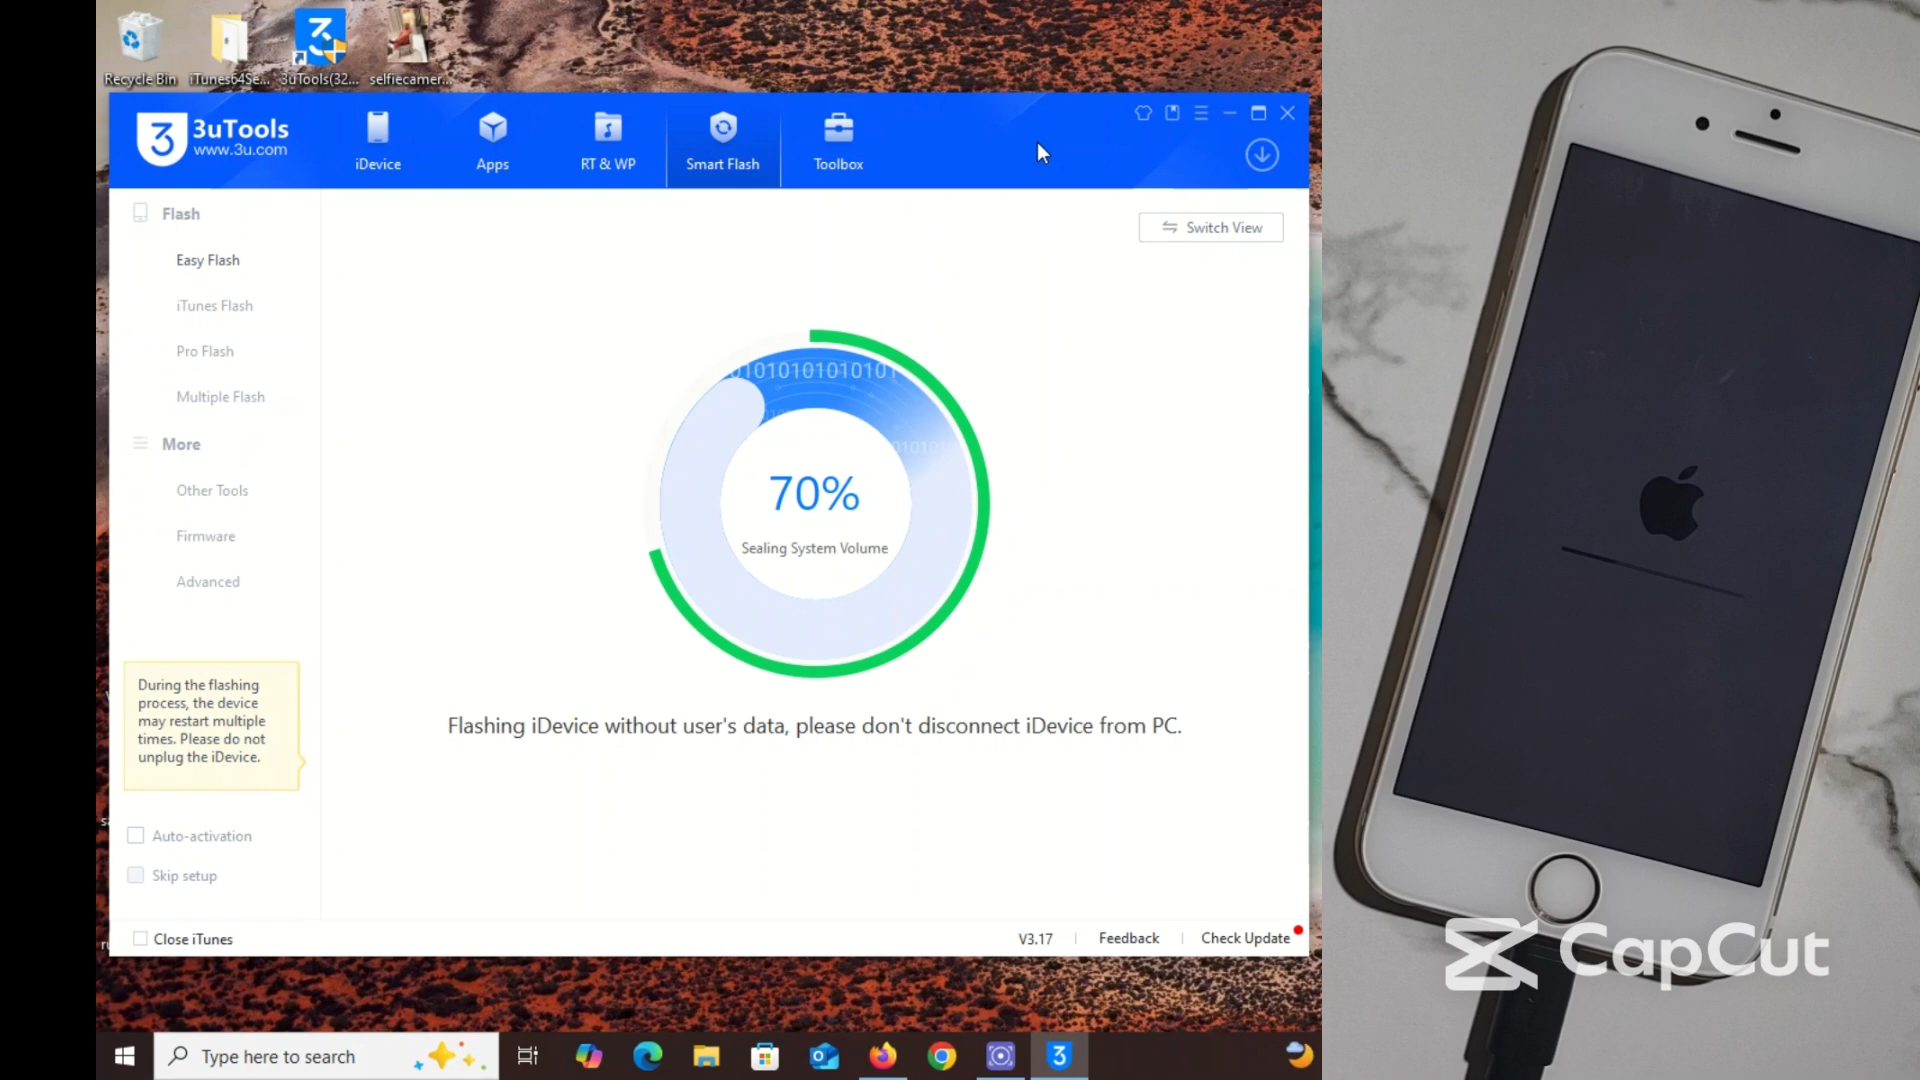 Recycle Bin
iTunes64Se...
3uTools(32...
selfiecamer...
3uTools
www.3u.com
iDevice
Apps
RT & WP
Smart Flash
Toolbox
Flash
Easy Flash
iTunes Flash
Pro Flash
Multiple Flash
More
Other Tools
Firmware
Advanced
Switch View
70%
Sealing System Volume
Flashing iDevice without user's data, please don't disconnect iDevice from PC.
During the flashing
process, the device
may restart multiple
times. Please do not
unplug the iDevice.
Auto-activation
Skip setup
Close iTunes
V3.17
Feedback
Check Update
Type here to search
CapCut